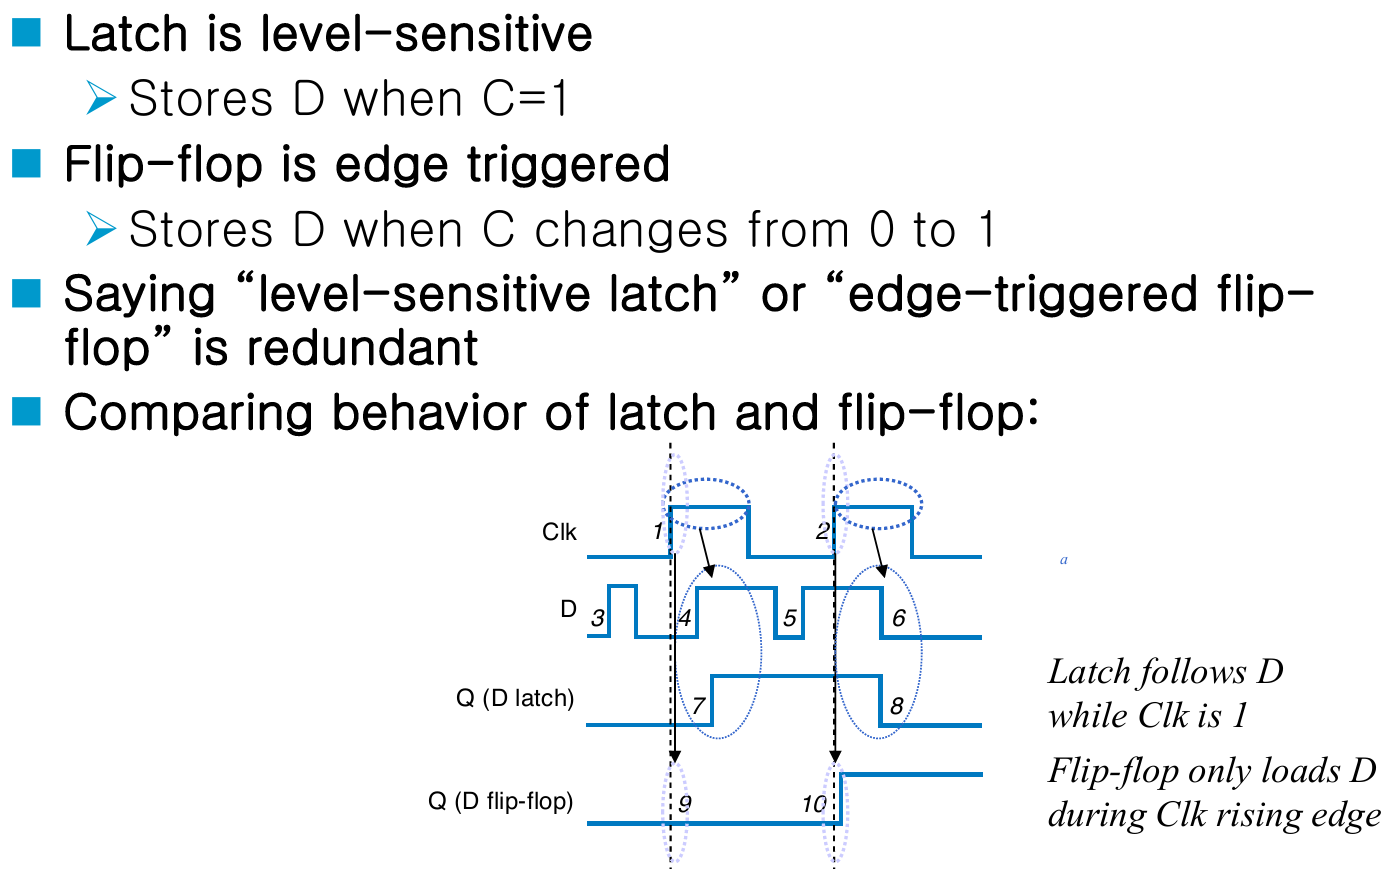 Latch is level-sensitive
Stores D when C=1
Flip-flop is edge triggered
Stores D when C changes from 0 to 1
Saying “level-sensitive latch” or “edge-triggered flip-
flop” is redundant
Comparing behavior of latch and flip-flop:
Clk 1 2
a
D 3 4 5 6
Q (D latch) 7 8
Latch follows D
while Clk is 1
Q (D flip-flop) 9 10
Flip-flop only loads D
during Clk rising edge